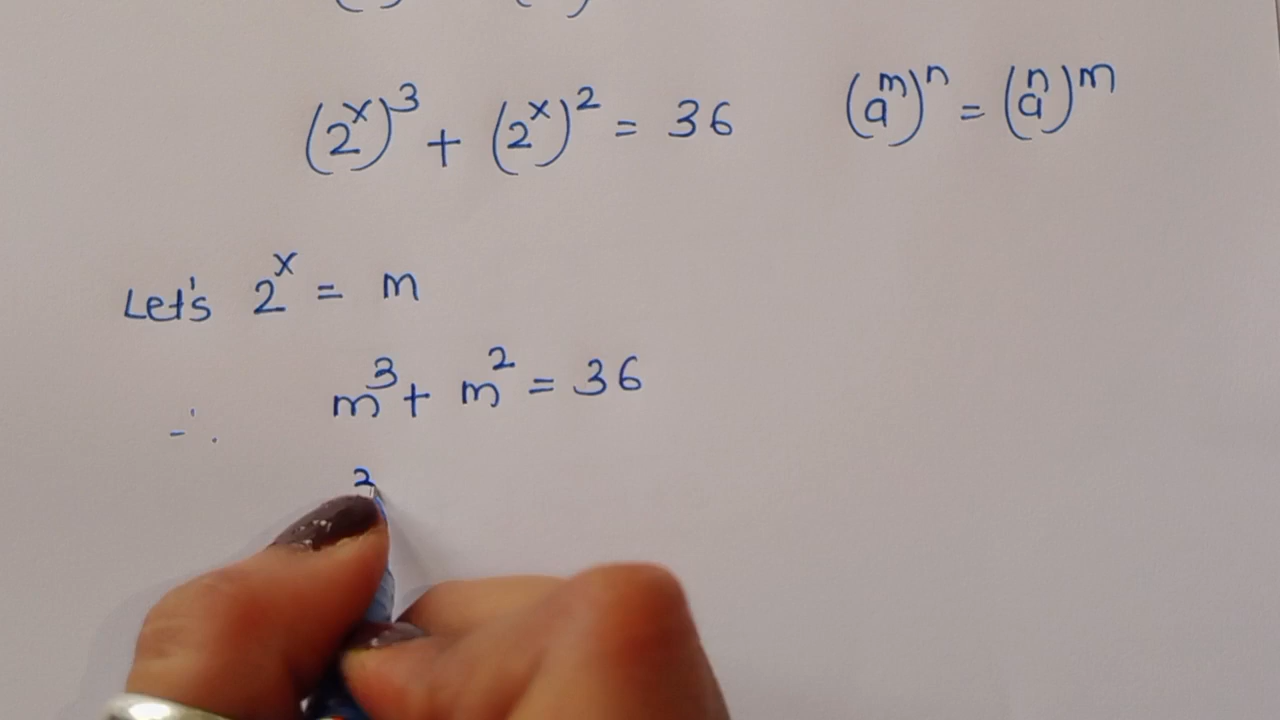 (2^x)^3 + (2^x)^2 = 36 (a^m)^n = (a^n)^m
Let's 2^x = m
∴ m^3 + m^2 = 36